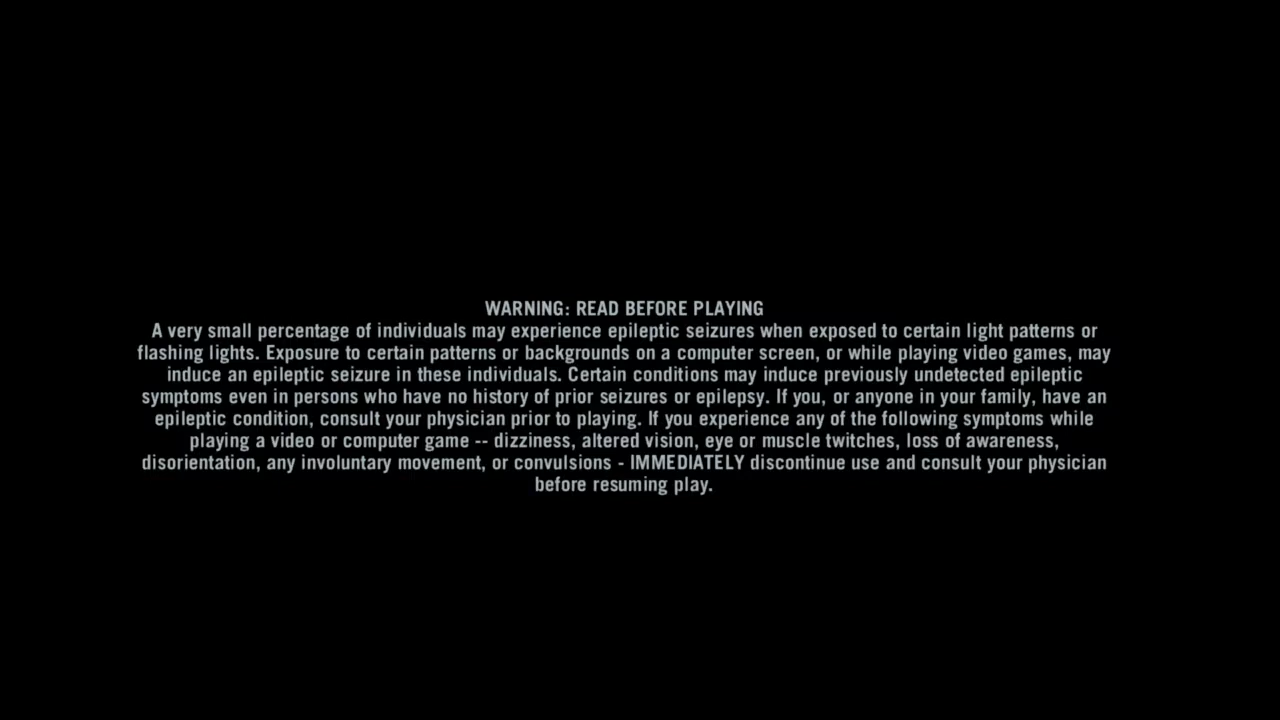 WARNING: READ BEFORE PLAYING
A very small percentage of individuals may experience epileptic seizures when exposed to certain light patterns or
flashing lights. Exposure to certain patterns or backgrounds on a computer screen, or while playing video games, may
induce an epileptic seizure in these individuals. Certain conditions may induce previously undetected epileptic
symptoms even in persons who have no history of prior seizures or epilepsy. If you, or anyone in your family, have an
epileptic condition, consult your physician prior to playing. If you experience any of the following symptoms while
playing a video or computer game -- dizziness, altered vision, eye or muscle twitches, loss of awareness,
disorientation, any involuntary movement, or convulsions - IMMEDIATELY discontinue use and consult your physician
before resuming play.